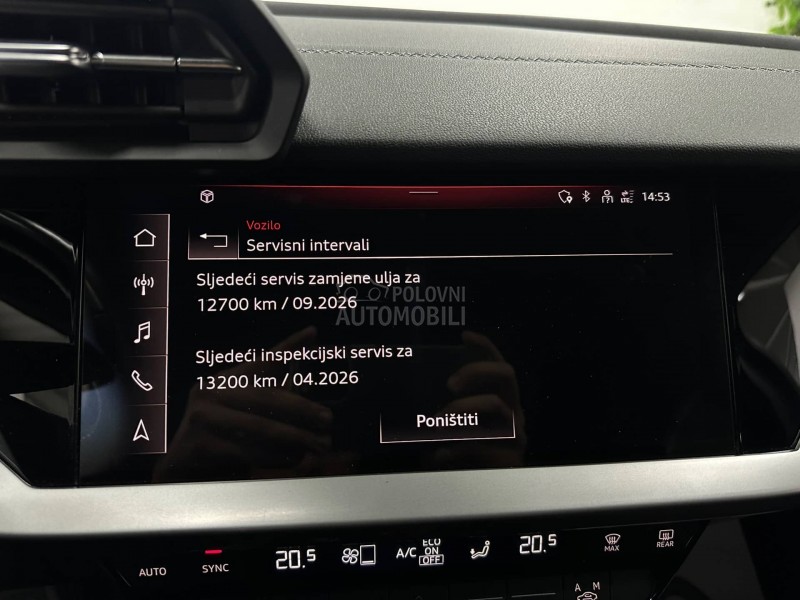 14:53
Vozilo
Servisni intervali
Sljedeći servis zamjene ulja za
12700 km / 09.2026
POLOVNI
AUTOMOBILI
Sljedeći inspekcijski servis za
13200 km / 04.2026
Poništiti
AUTO
SYNC
20.5
A/C
ECO
ON
OFF
20.5
MAX
REAR
A M